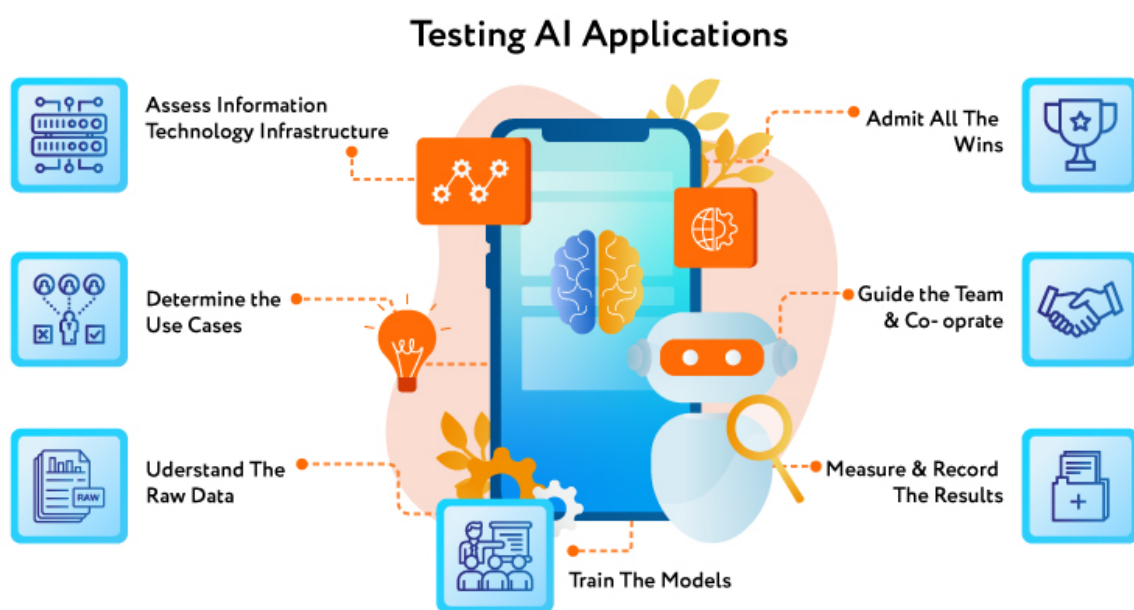 Testing AI Applications
Assess Information
Technology Infrastructure
Determine the
Use Cases
Uderstand The
Raw Data
RAW
Train The Models
Admit All The
Wins
Guide the Team
& Co- oprate
Measure & Record
The Results